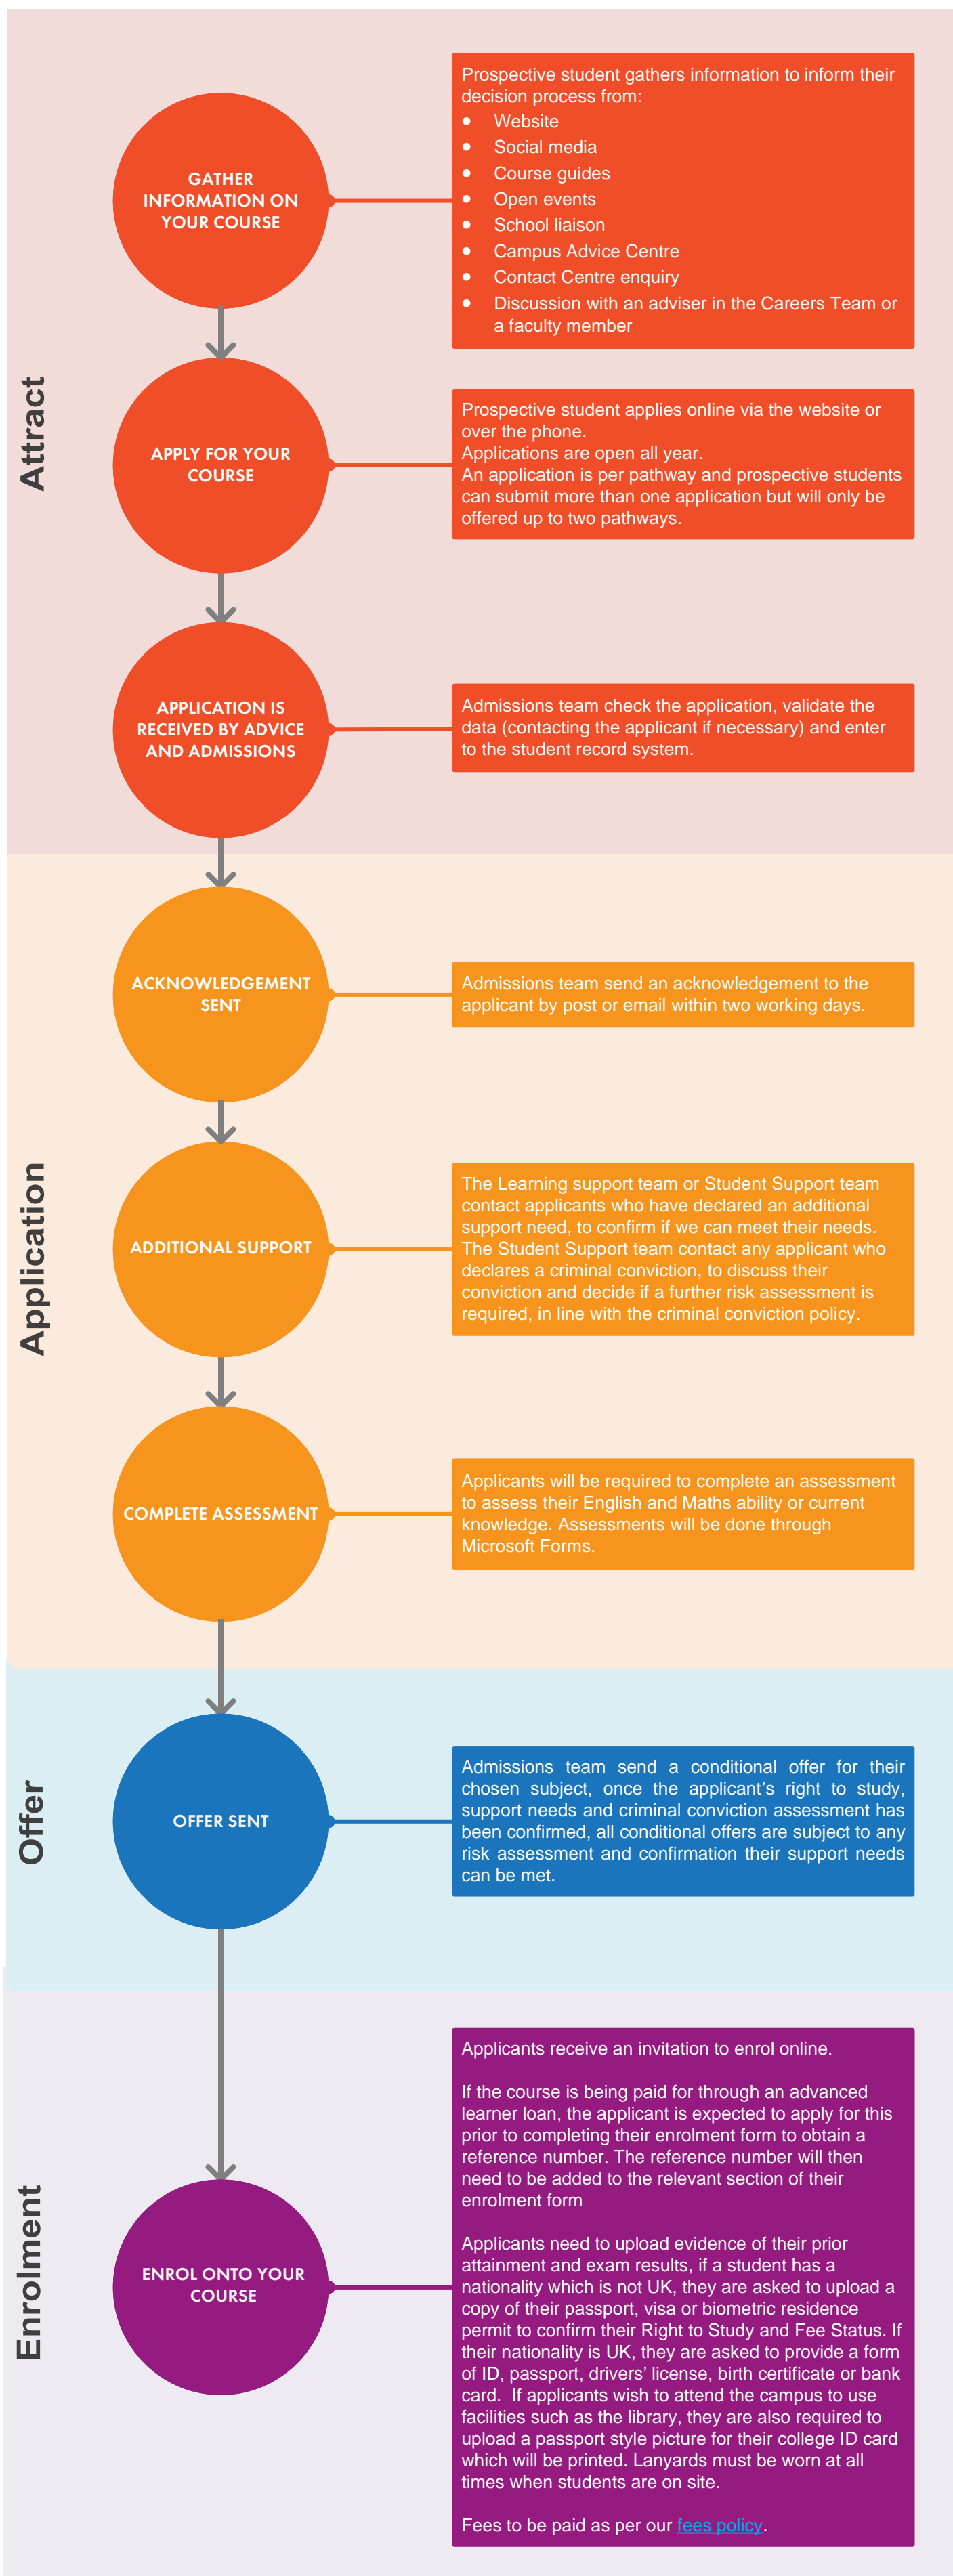 Attract
GATHER
INFORMATION ON
YOUR COURSE
Prospective student gathers information to inform their
decision process from:
● Website
● Social media
● Course guides
● Open events
● School liaison
● Campus Advice Centre
● Contact Centre enquiry
● Discussion with an adviser in the Careers Team or
a faculty member
APPLY FOR YOUR
COURSE
Prospective student applies online via the website or
over the phone.
Applications are open all year.
An application is per pathway and prospective students
can submit more than one application but will only be
offered up to two pathways.
APPLICATION IS
RECEIVED BY ADVICE
AND ADMISSIONS
Admissions team check the application, validate the
data (contacting the applicant if necessary) and enter
to the student record system.
Application
ACKNOWLEDGEMENT
SENT
Admissions team send an acknowledgement to the
applicant by post or email within two working days.
ADDITIONAL SUPPORT
The Learning support team or Student Support team
contact applicants who have declared an additional
support need, to confirm if we can meet their needs.
The Student Support team contact any applicant who
declares a criminal conviction, to discuss their
conviction and decide if a further risk assessment is
required, in line with the criminal conviction policy.
COMPLETE ASSESSMENT
Applicants will be required to complete an assessment
to assess their English and Maths ability or current
knowledge. Assessments will be done through
Microsoft Forms.
Offer
OFFER SENT
Admissions team send a conditional offer for their
chosen subject, once the applicant's right to study,
support needs and criminal conviction assessment has
been confirmed, all conditional offers are subject to any
risk assessment and confirmation their support needs
can be met.
Enrolment
ENROL ONTO YOUR
COURSE
Applicants receive an invitation to enrol online.
If the course is being paid for through an advanced
learner loan, the applicant is expected to apply for this
prior to completing their enrolment form to obtain a
reference number. The reference number will then
need to be added to the relevant section of their
enrolment form
Applicants need to upload evidence of their prior
attainment and exam results, if a student has a
nationality which is not UK, they are asked to upload a
copy of their passport, visa or biometric residence
permit to confirm their Right to Study and Fee Status. If
their nationality is UK, they are asked to provide a form
of ID, passport, drivers' license, birth certificate or bank
card.  If applicants wish to attend the campus to use
facilities such as the library, they are also required to
upload a passport style picture for their college ID card
which will be printed. Lanyards must be worn at all
times when students are on site.
Fees to be paid as per our fees policy.